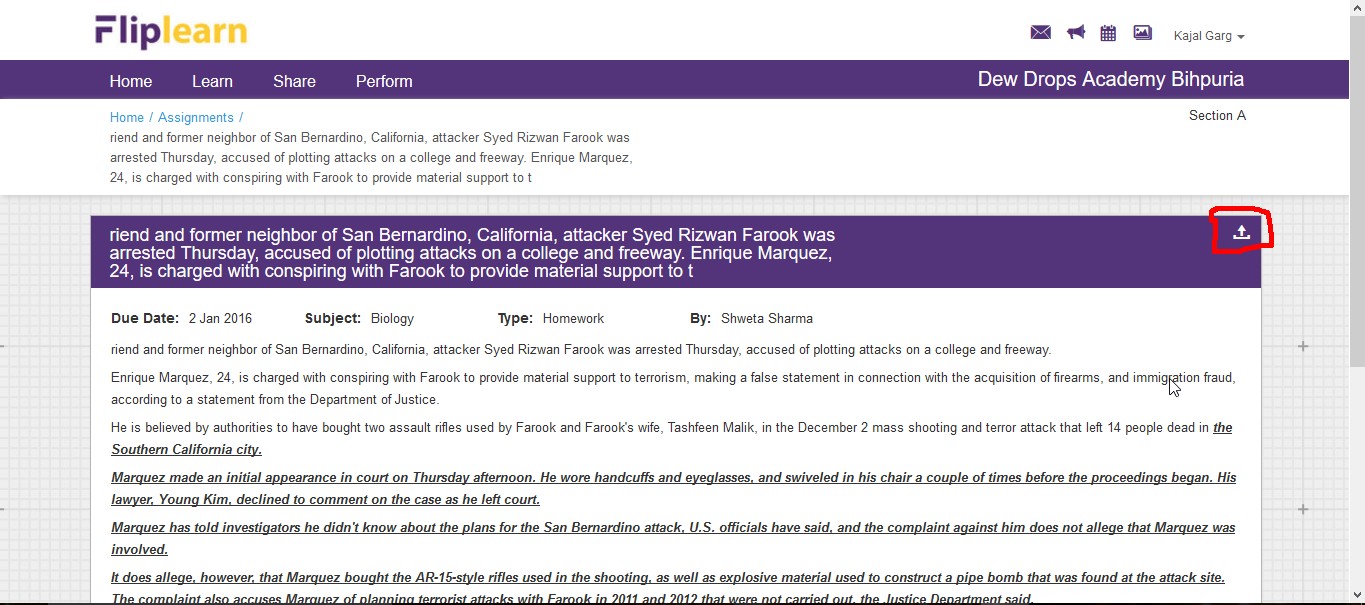 Fliplearn
Kajal Garg
Home Learn Share Perform
Dew Drops Academy Bihpuria
Home / Assignments /
Section A
riend and former neighbor of San Bernardino, California, attacker Syed Rizwan Farook was
arrested Thursday, accused of plotting attacks on a college and freeway. Enrique Marquez,
24, is charged with conspiring with Farook to provide material support to t
riend and former neighbor of San Bernardino, California, attacker Syed Rizwan Farook was
arrested Thursday, accused of plotting attacks on a college and freeway. Enrique Marquez,
24, is charged with conspiring with Farook to provide material support to t
Due Date: 2 Jan 2016 Subject: Biology Type: Homework By: Shweta Sharma
riend and former neighbor of San Bernardino, California, attacker Syed Rizwan Farook was arrested Thursday, accused of plotting attacks on a college and freeway.
Enrique Marquez, 24, is charged with conspiring with Farook to provide material support to terrorism, making a false statement in connection with the acquisition of firearms, and immigration fraud,
according to a statement from the Department of Justice.
He is believed by authorities to have bought two assault rifles used by Farook and Farook's wife, Tashfeen Malik, in the December 2 mass shooting and terror attack that left 14 people dead in the
Southern California city.
Marquez made an initial appearance in court on Thursday afternoon. He wore handcuffs and eyeglasses, and swiveled in his chair a couple of times before the proceedings began. His
lawyer, Young Kim, declined to comment on the case as he left court.
Marquez has told investigators he didn't know about the plans for the San Bernardino attack, U.S. officials have said, and the complaint against him does not allege that Marquez was
involved.
It does allege, however, that Marquez bought the AR-15-style rifles used in the shooting, as well as explosive material used to construct a pipe bomb that was found at the attack site.
The complaint also accuses Marquez of planning terrorist attacks with Farook in 2011 and 2012 that were not carried out, the Justice Department said.